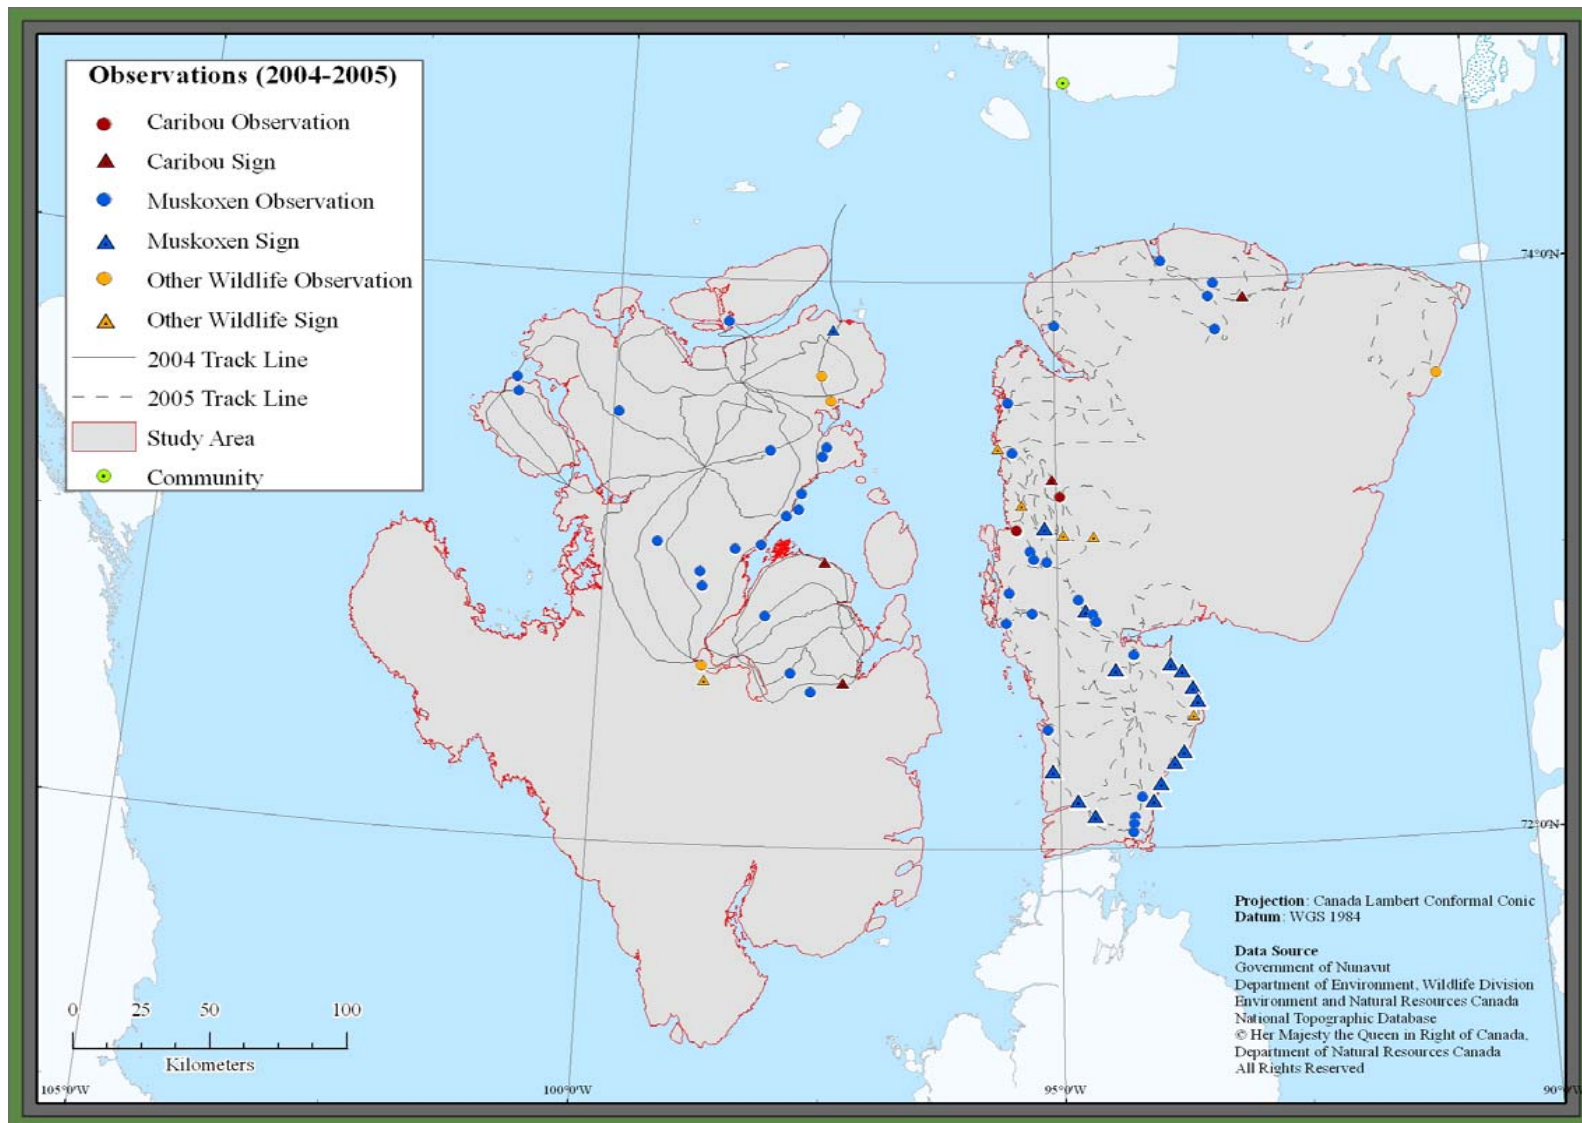 Observations (2004-2005)
Caribou Observation
Caribou Sign
Muskoxen Observation
Muskoxen Sign
Other Wildlife Observation
Other Wildlife Sign
2004 Track Line
2005 Track Line
Study Area
Community
74°0'N
72°0'N
Projection: Canada Lambert Conformal Conic
Datum: WGS 1984
Data Source
Government of Nunavut
Department of Environment, Wildlife Division
Environment and Natural Resources Canada
National Topographic Database
© Her Majesty the Queen in Right of Canada,
Department of Natural Resources Canada
All Rights Reserved
0 25 50 100
Kilometers
105°0'W 100°0'W 95°0'W 90°0'W